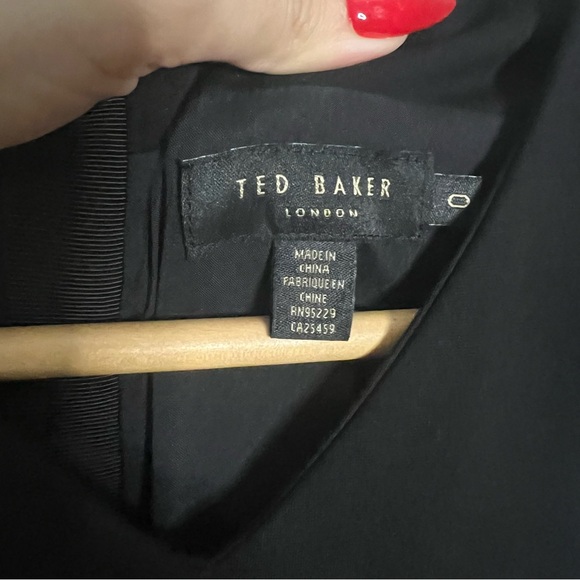 TED BAKER
LONDON
0
MADE IN
CHINA
FABRIQUE EN
CHINE
RN95229
CA25459